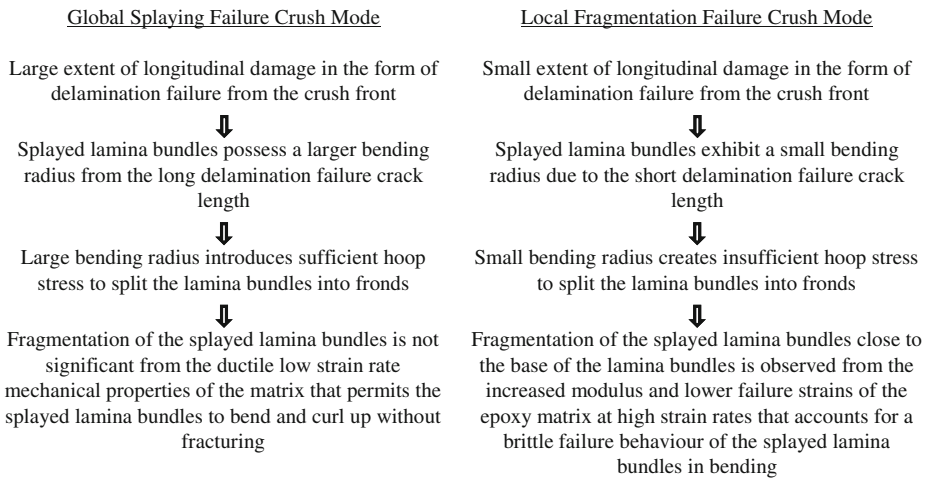 Global Splaying Failure Crush Mode
Large extent of longitudinal damage in the form of
delamination failure from the crush front
Splayed lamina bundles possess a larger bending
radius from the long delamination failure crack
length
Large bending radius introduces sufficient hoop
stress to split the lamina bundles into fronds
Fragmentation of the splayed lamina bundles is not
significant from the ductile low strain rate
mechanical properties of the matrix that permits the
splayed lamina bundles to bend and curl up without
fracturing
Local Fragmentation Failure Crush Mode
Small extent of longitudinal damage in the form of
delamination failure from the crush front
Splayed lamina bundles exhibit a small bending
radius due to the short delamination failure crack
length
Small bending radius creates insufficient hoop stress
to split the lamina bundles into fronds
Fragmentation of the splayed lamina bundles close to
the base of the lamina bundles is observed from the
increased modulus and lower failure strains of the
epoxy matrix at high strain rates that accounts for a
brittle failure behaviour of the splayed lamina
bundles in bending